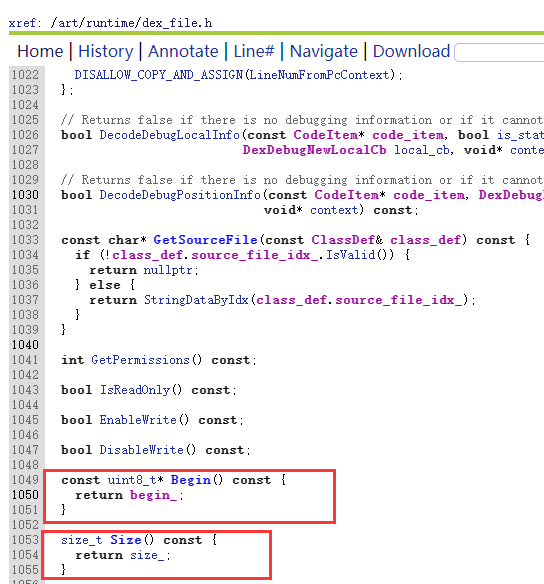 xref: /art/runtime/dex_file.h
Home | History | Annotate | Line# | Navigate | Download
1022 DISALLOW_COPY_AND_ASSIGN(LineNumFromPcContext);
1023 };
1024
1025 // Returns false if there is no debugging information or if it cannot
1026 bool DecodeDebugLocalInfo(const CodeItem* code_item, bool is_stat
1027 DexDebugNewLocalCb local_cb, void* conte
1028
1029 // Returns false if there is no debugging information or if it cannot
1030 bool DecodeDebugPositionInfo(const CodeItem* code_item, DexDebug
1031 void* context) const;
1032
1033 const char* GetSourceFile(const ClassDef& class_def) const {
1034 if (!class_def.source_file_idx_.IsValid()) {
1035 return nullptr;
1036 } else {
1037 return StringDataByIdx(class_def.source_file_idx_);
1038 }
1039 }
1040
1041 int GetPermissions() const;
1042
1043 bool IsReadOnly() const;
1044
1045 bool EnableWrite() const;
1046
1047 bool DisableWrite() const;
1048
1049 const uint8_t* Begin() const {
1050 return begin_;
1051 }
1052
1053 size_t Size() const {
1054 return size_;
1055 }